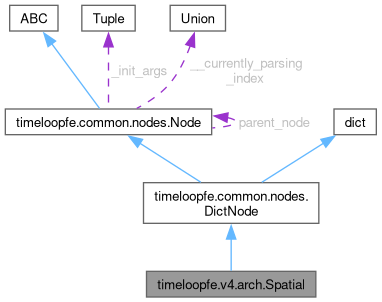 ABC
Tuple
Union
_init_args
__currently_parsing
_index
timeloopfe.common.nodes.Node
parent_node
dict
timeloopfe.common.nodes.
DictNode
timeloopfe.v4.arch.Spatial